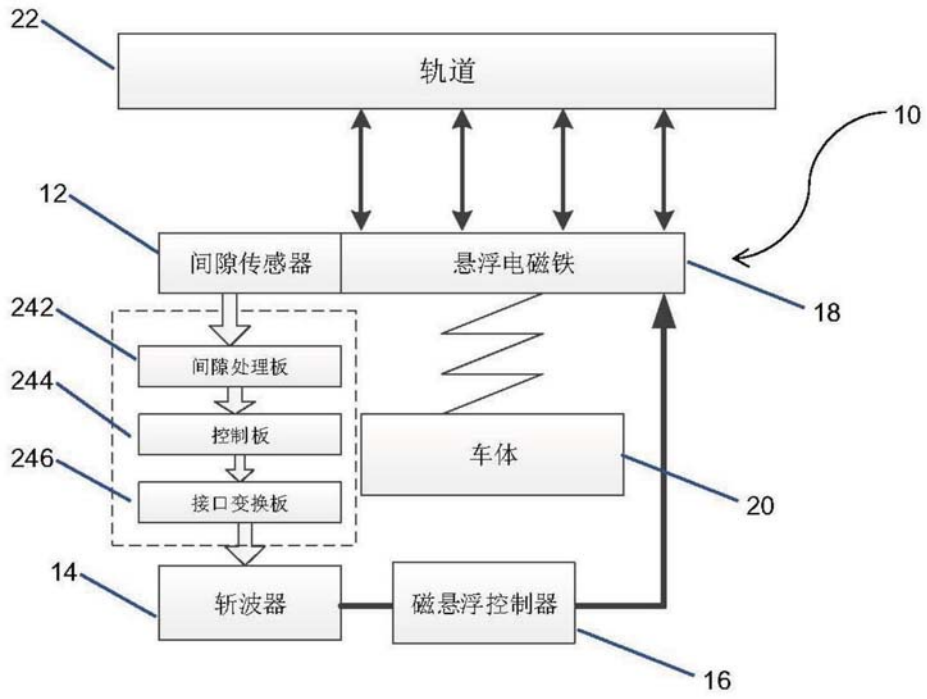 22
轨道
10
12
间隙传感器
悬浮电磁铁
18
242
间隙处理板
244
控制板
车体
246
接口变换板
20
14
斩波器
磁悬浮控制器
16